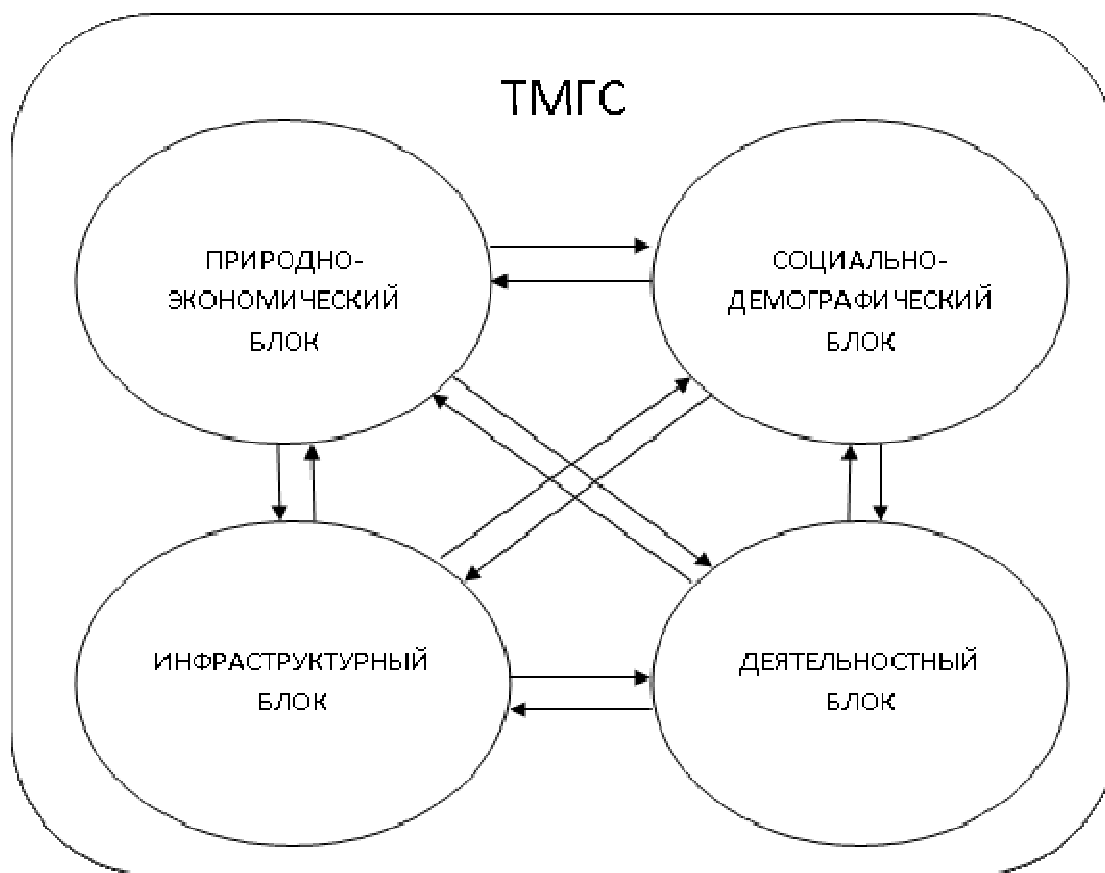 ТМГС
ПРИРОДНО-
ЭКОНОМИЧЕСКИЙ
БЛОК
СОЦИАЛЬНО-
ДЕМОГРАФИЧЕСКИЙ
БЛОК
ИНФРАСТРУКТУРНЫЙ
БЛОК
ДЕЯТЕЛЬНОСТНЫЙ
БЛОК